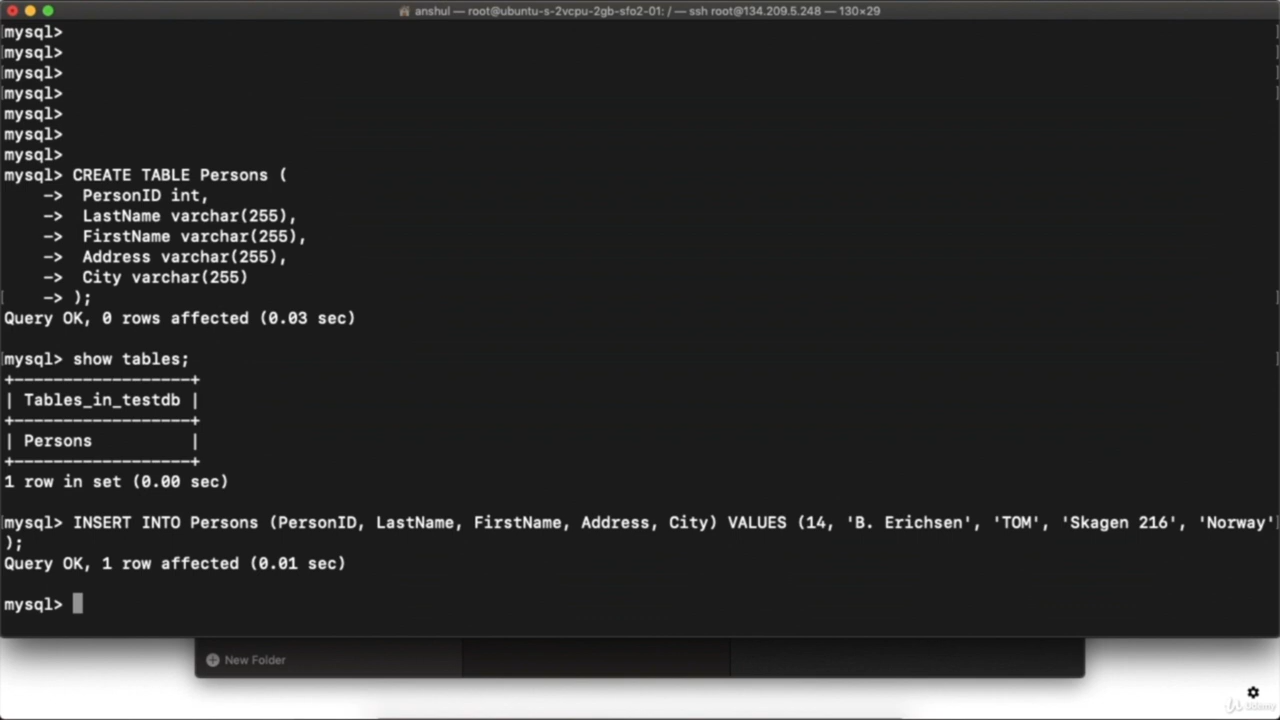 anshul — root@ubuntu-s-2vcpu-2gb-sfo2-01: / — ssh root@134.209.5.248 — 130×29
mysql>
mysql>
mysql>
mysql>
mysql>
mysql>
mysql>
mysql> CREATE TABLE Persons (
    ->  PersonID int,
    ->  LastName varchar(255),
    ->  FirstName varchar(255),
    ->  Address varchar(255),
    ->  City varchar(255)
    -> );
Query OK, 0 rows affected (0.03 sec)
mysql> show tables;
+------------------+
| Tables_in_testdb |
+------------------+
| Persons          |
+------------------+
1 row in set (0.00 sec)
mysql> INSERT INTO Persons (PersonID, LastName, FirstName, Address, City) VALUES (14, 'B. Erichsen', 'TOM', 'Skagen 216', 'Norway'
);
Query OK, 1 row affected (0.01 sec)
mysql>
New Folder
Udemy